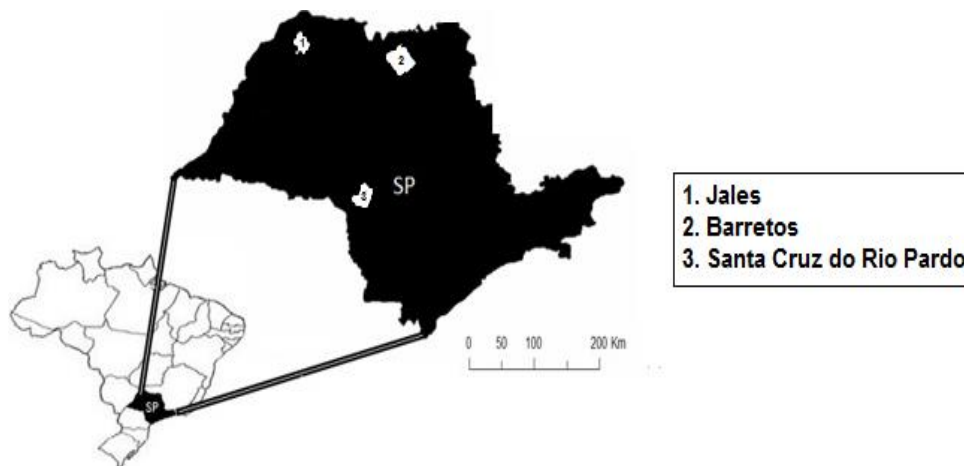 1
2
3
SP
1. Jales
2. Barretos
3. Santa Cruz do Rio Pardo
0 50 100 200 Km
SP